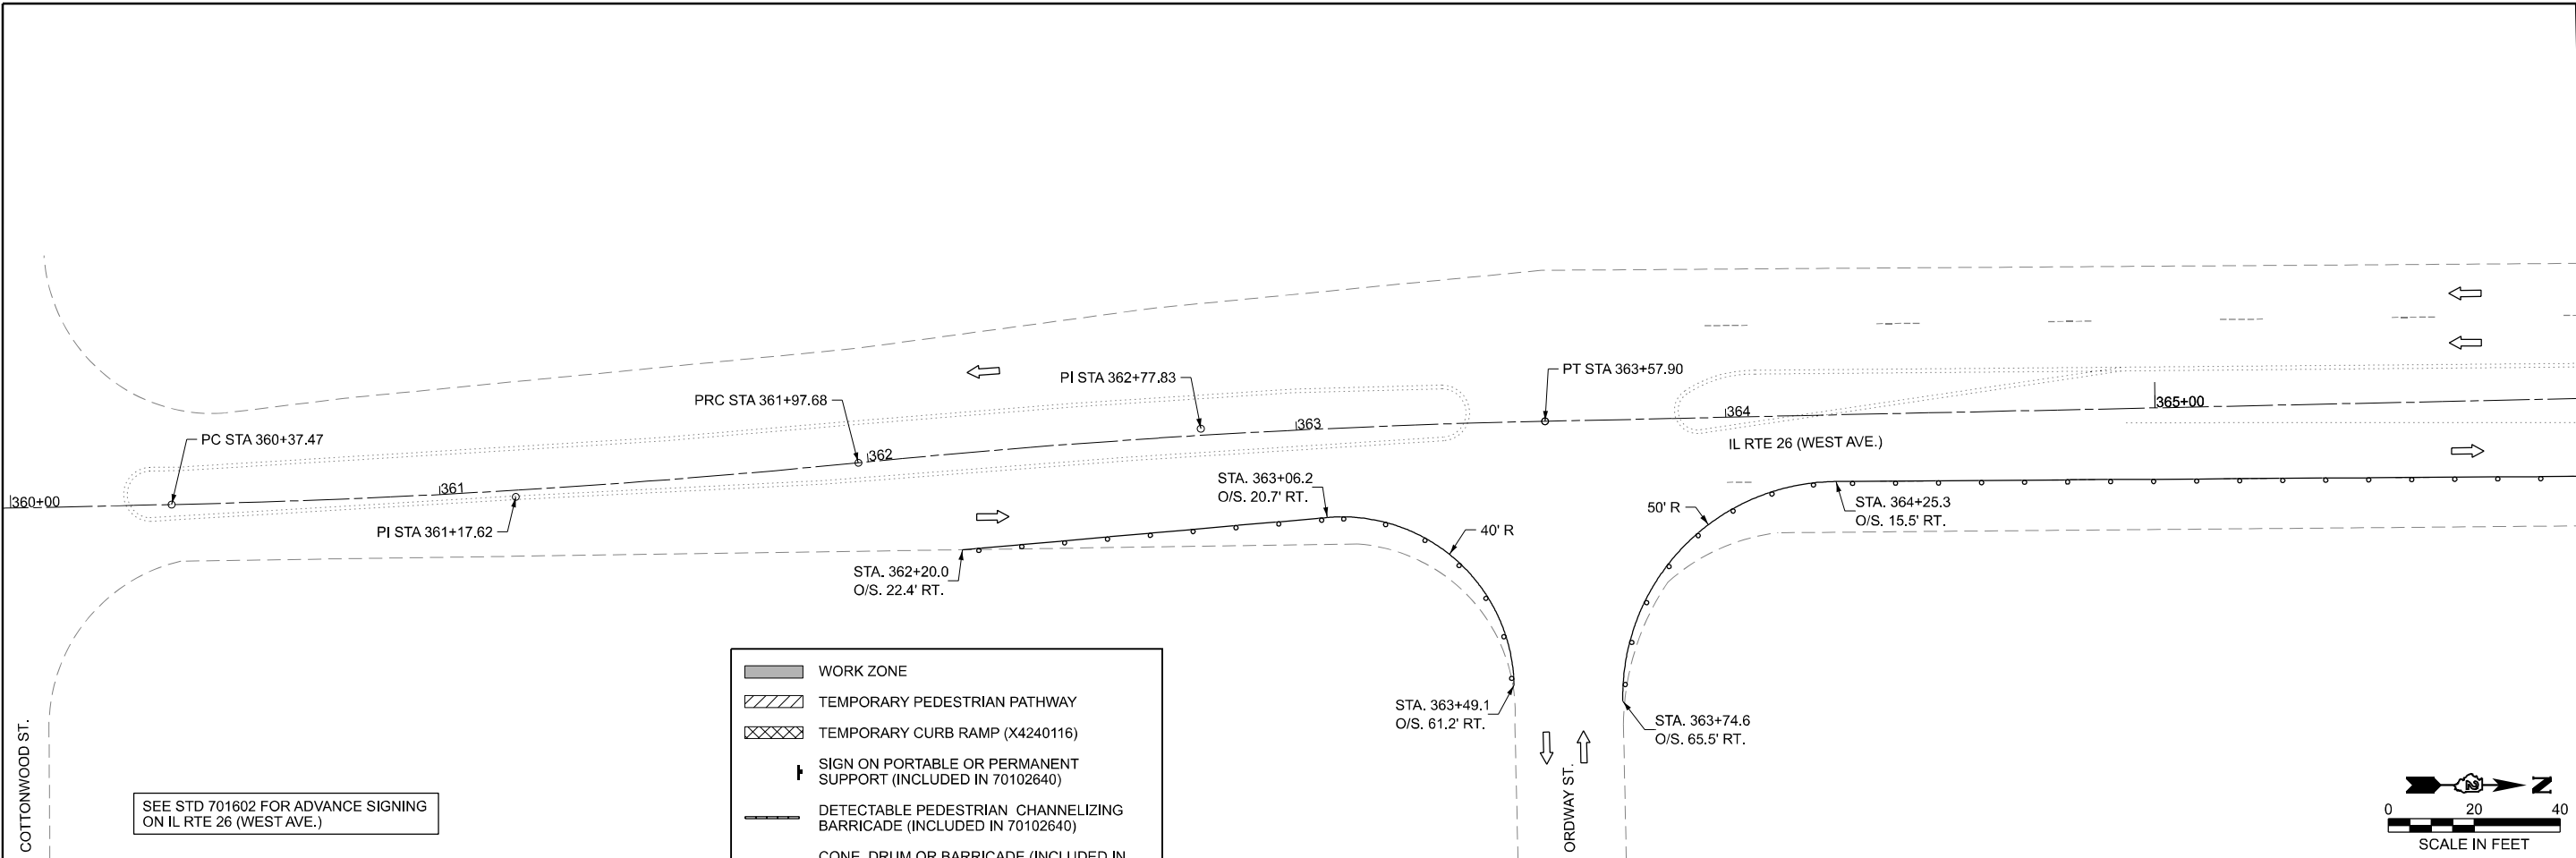 PC STA 360+37.47
PRC STA 361+97.68
PI STA 362+77.83
PT STA 363+57.90
360+00
361
362
363
364
365+00
IL RTE 26 (WEST AVE.)
PI STA 361+17.62
STA. 363+06.2
O/S. 20.7' RT.
40' R
50' R
STA. 364+25.3
O/S. 15.5' RT.
STA. 362+20.0
O/S. 22.4' RT.
STA. 363+49.1
O/S. 61.2' RT.
STA. 363+74.6
O/S. 65.5' RT.
COTTONWOOD ST.
ORDWAY ST.
SEE STD 701602 FOR ADVANCE SIGNING
ON IL RTE 26 (WEST AVE.)
WORK ZONE
TEMPORARY PEDESTRIAN PATHWAY
TEMPORARY CURB RAMP (X4240116)
SIGN ON PORTABLE OR PERMANENT
SUPPORT (INCLUDED IN 70102640)
DETECTABLE PEDESTRIAN CHANNELIZING
BARRICADE (INCLUDED IN 70102640)
CONE, DRUM OR BARRICADE (INCLUDED IN
N
0 20 40
SCALE IN FEET